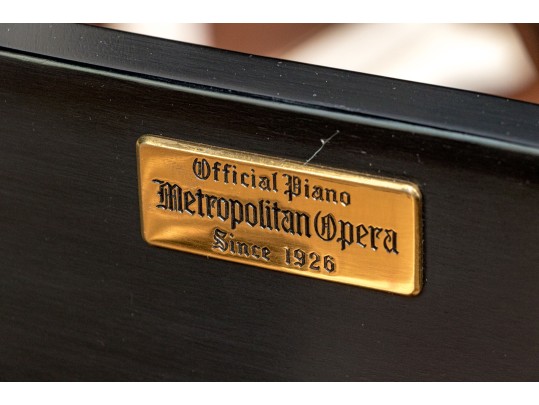 Official Piano
Metropolitan Opera
Since 1926